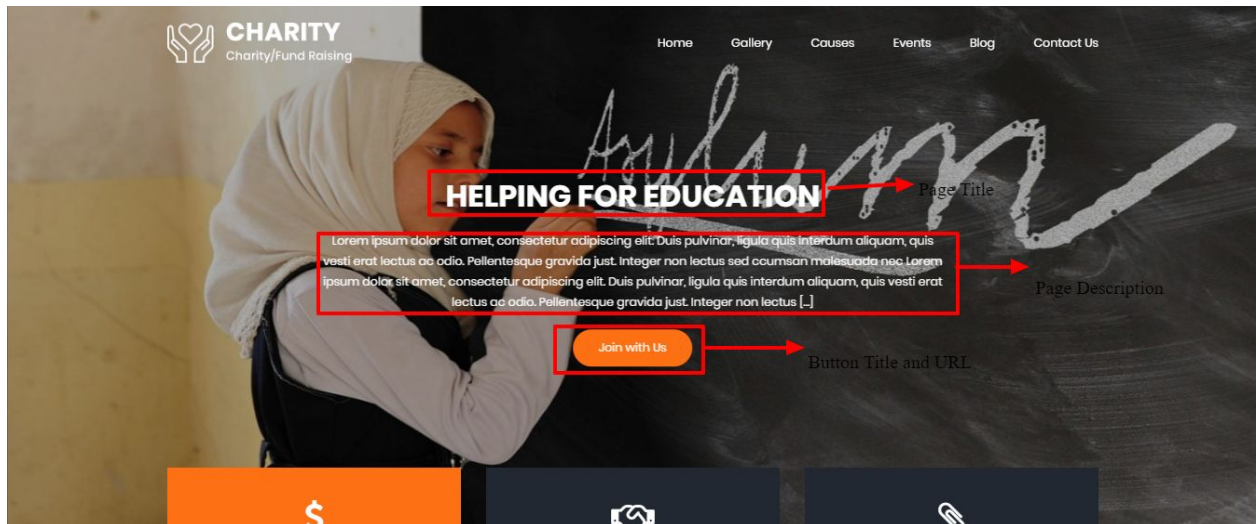 CHARITY
Charity/Fund Raising
Home Gallery Causes Events Blog Contact Us
Asylum
HELPING FOR EDUCATION
Page Title
Lorem ipsum dolor sit amet, consectetur adipiscing elit. Duis pulvinar, ligula quis interdum aliquam, quis
vesti erat lectus ac odio. Pellentesque gravida just. Integer non lectus sed ccumsan malesuada nec Lorem
ipsum dolor sit amet, consectetur adipiscing elit. Duis pulvinar, ligula quis interdum aliquam, quis vesti erat
lectus ac odio. Pellentesque gravida just. Integer non lectus [...]
Page Description
Join with Us
Button Title and URL
$